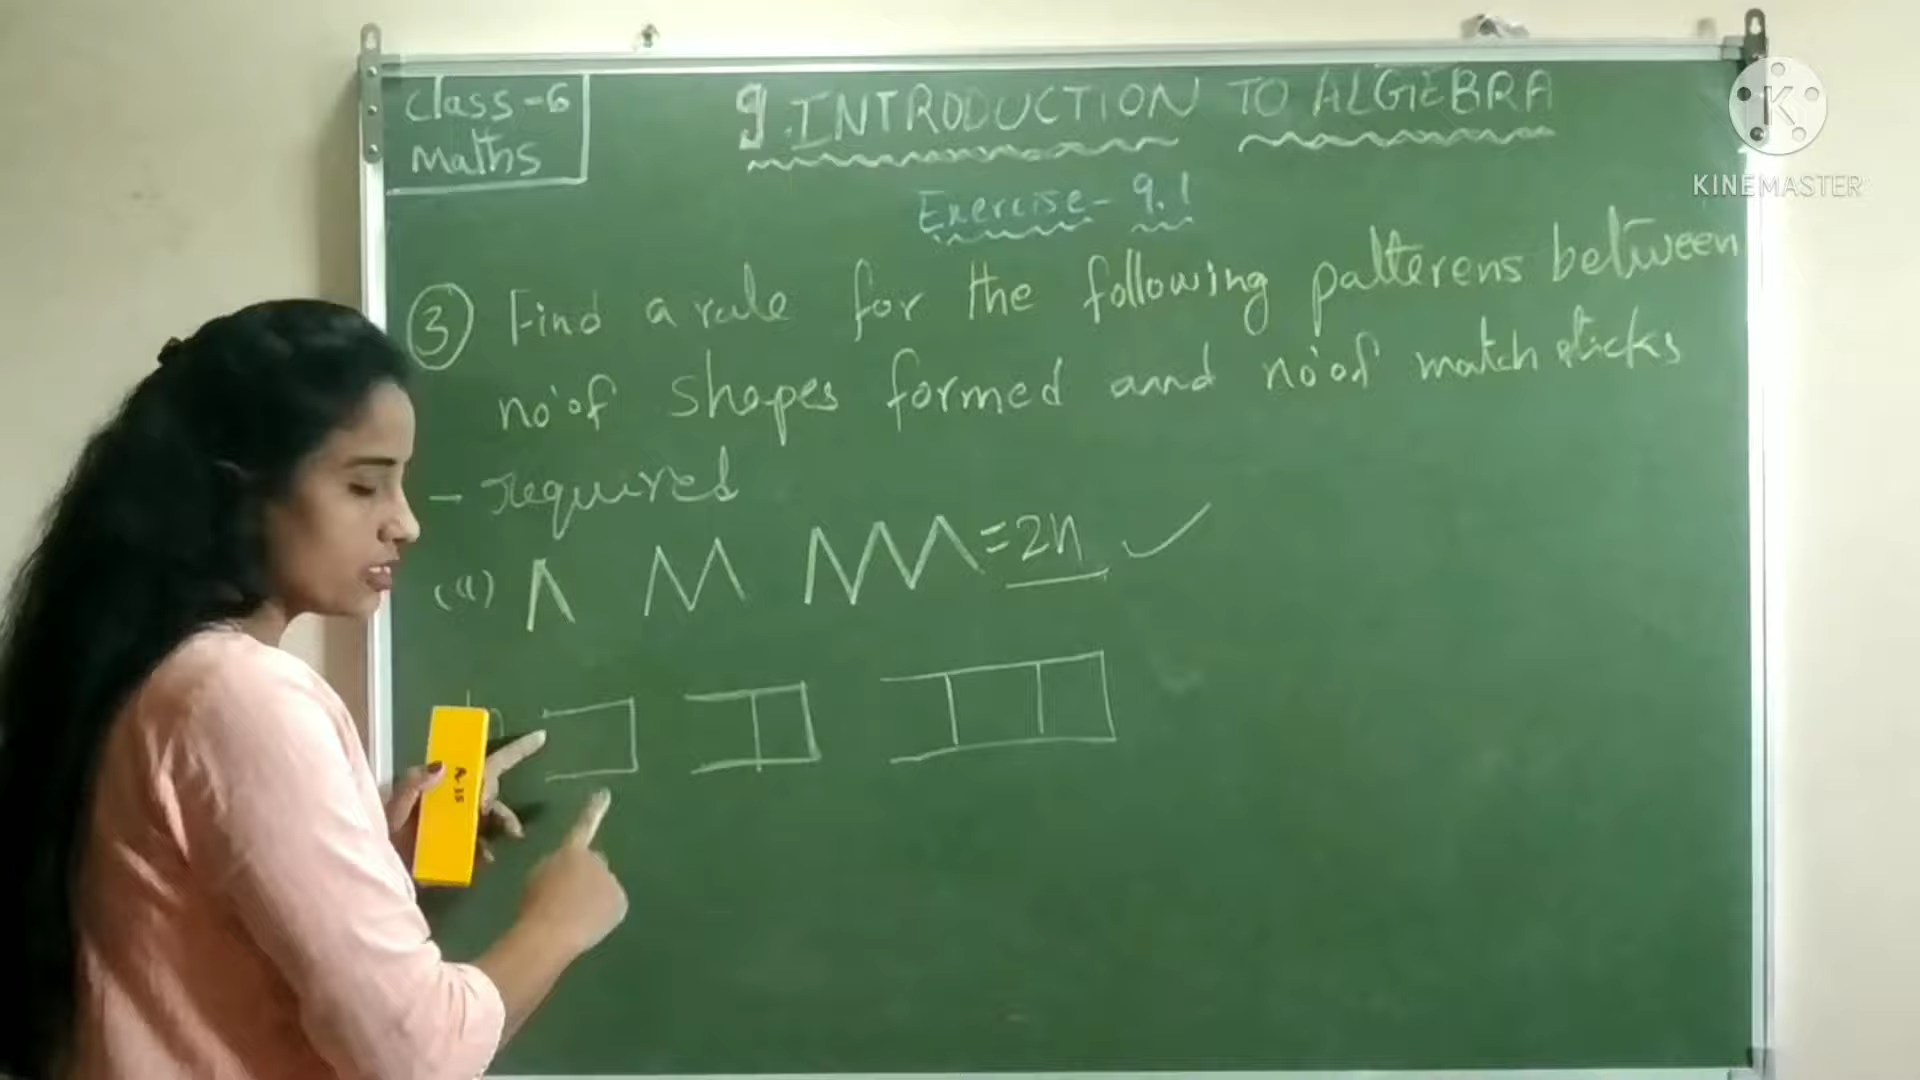 Class-6
Maths
9.INTRODUCTION TO ALGEBRA
KINEMASTER
Exercise- 9.1
3 Find a rule for the following patterens between
no'of shapes formed and no'of match sticks
- required
(a) = 2n
A-35